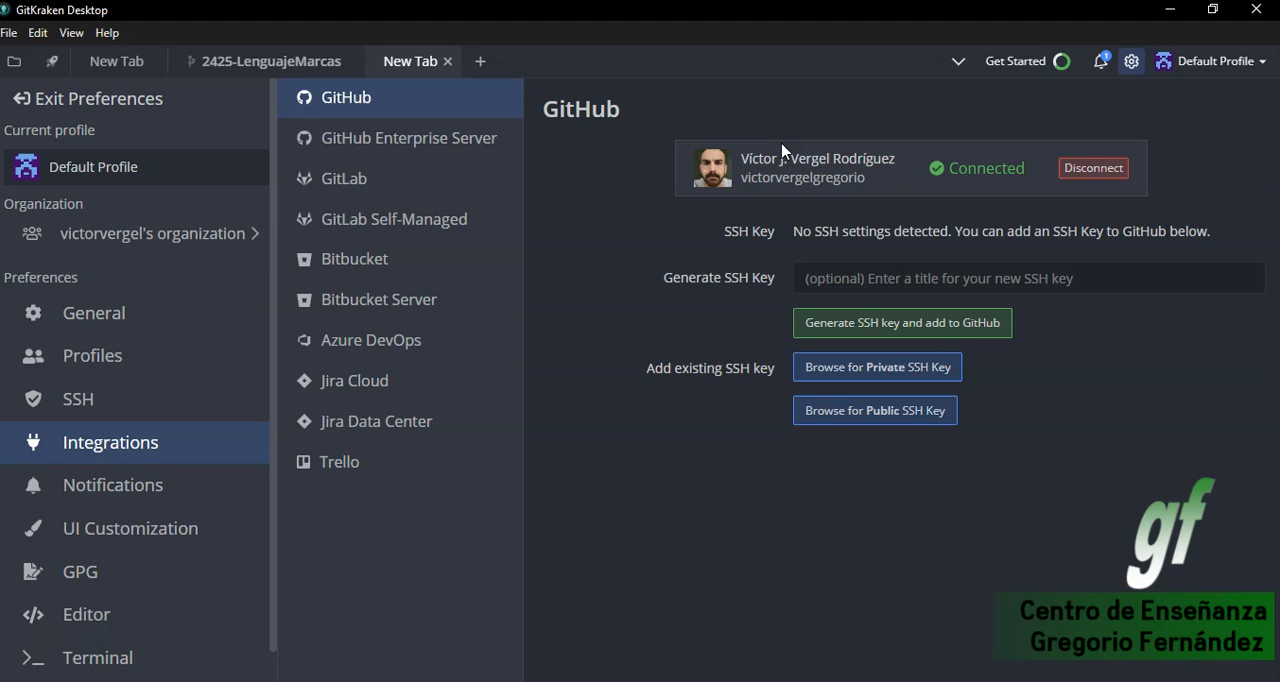 GitKraken Desktop
File Edit View Help
New Tab 2425-LenguajeMarcas New Tab Get Started 1 Default Profile
Exit Preferences
Current profile
Default Profile
Organization
victorvergel's organization
Preferences
General
Profiles
SSH
Integrations
Notifications
UI Customization
GPG
Editor
Terminal
GitHub
GitHub Enterprise Server
GitLab
GitLab Self-Managed
Bitbucket
Bitbucket Server
Azure DevOps
Jira Cloud
Jira Data Center
Trello
GitHub
Víctor J. Vergel Rodríguez
victorvergelgregorio
Connected
Disconnect
SSH Key No SSH settings detected. You can add an SSH Key to GitHub below.
Generate SSH Key (optional) Enter a title for your new SSH key
Generate SSH key and add to GitHub
Add existing SSH key Browse for Private SSH Key
Browse for Public SSH Key
gf
Centro de Enseñanza
Gregorio Fernández